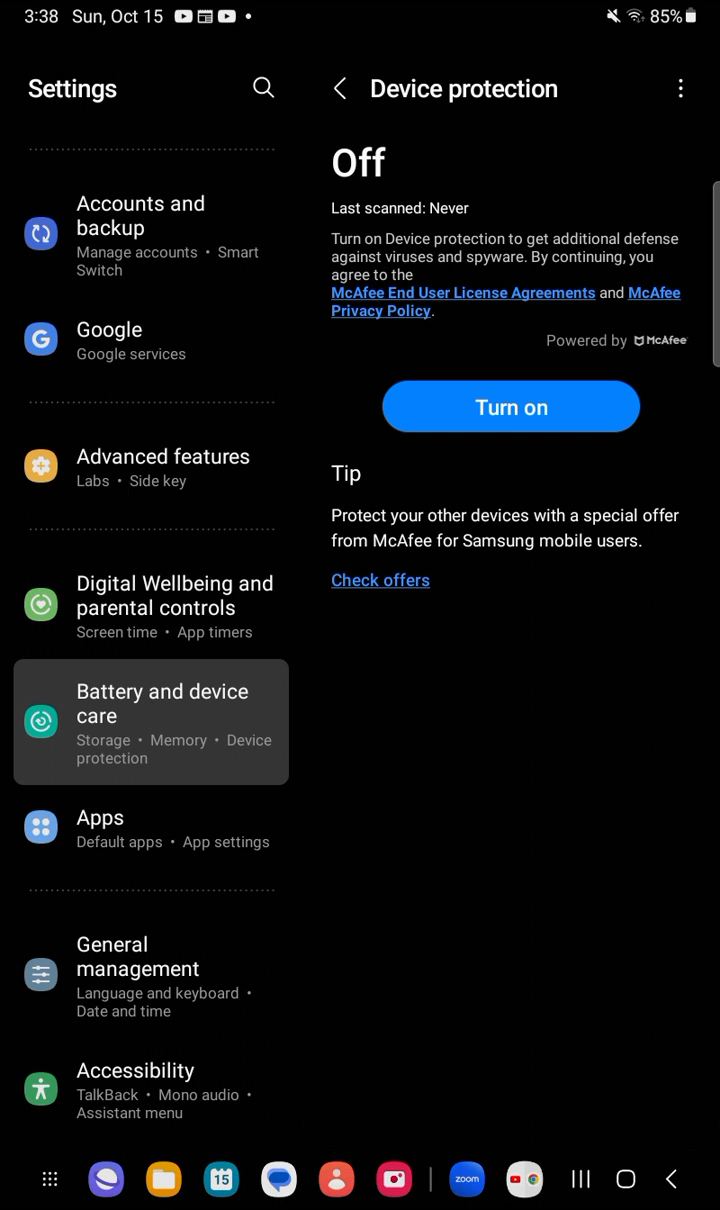 3:38 Sun, Oct 15
85%
Settings
Accounts and
backup
Manage accounts • Smart
Switch
Google
Google services
Advanced features
Labs • Side key
Digital Wellbeing and
parental controls
Screen time • App timers
Battery and device
care
Storage • Memory • Device
protection
Apps
Default apps • App settings
General
management
Language and keyboard •
Date and time
Accessibility
TalkBack • Mono audio •
Assistant menu
Device protection
Off
Last scanned: Never
Turn on Device protection to get additional defense
against viruses and spyware. By continuing, you
agree to the
McAfee End User License Agreements and McAfee
Privacy Policy.
Powered by McAfee
Turn on
Tip
Protect your other devices with a special offer
from McAfee for Samsung mobile users.
Check offers
15
zoom